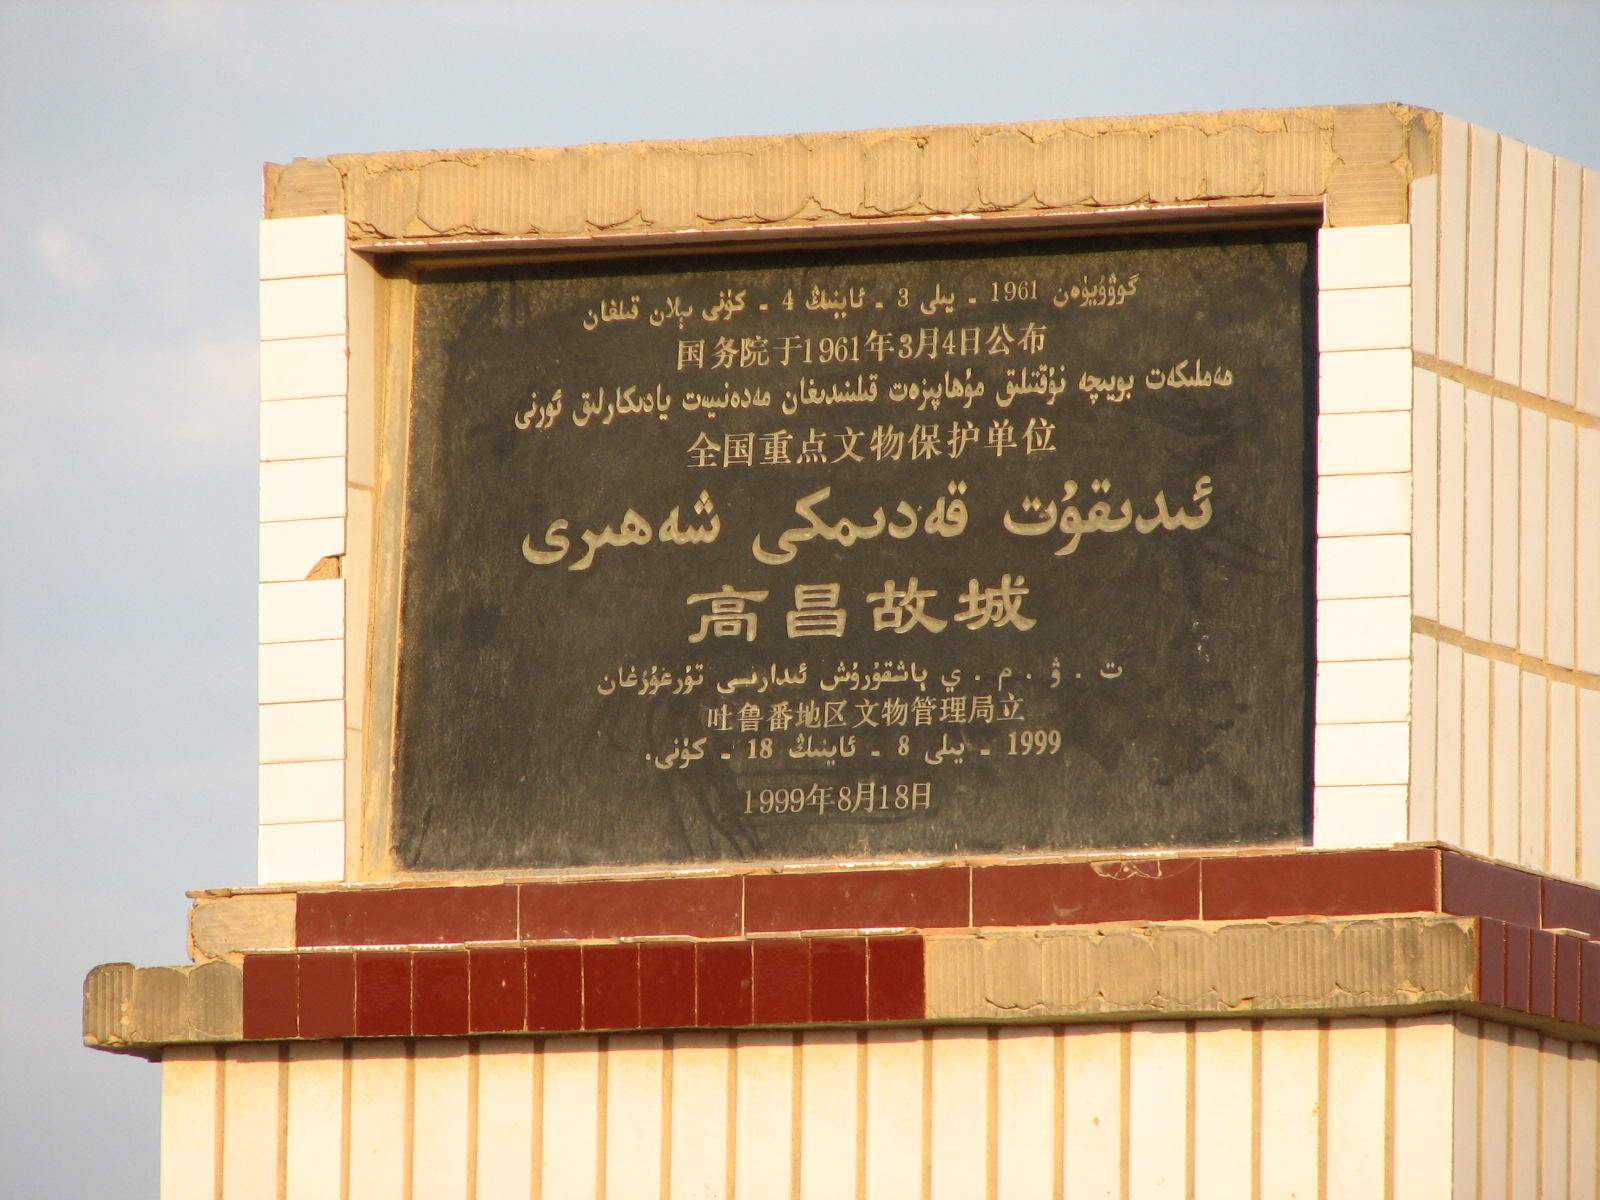 گوۋۇيۈەن 1961 - يىلى 3 - ئاينىڭ 4 - كۈنى ئېلان قىلغان
国务院于1961年3月4日公布
مەملىكەت بويىچە نۇقتىلىق مۇھاپىزەت قىلىنىدىغان مەدەنىيەت يادىكارلىق ئورنى
全国重点文物保护单位
ئىدىقۇت قەدىمكى شەھىرى
高昌故城
ت . ۋ . م . ي باشقۇرۇش ئىدارىسى تۇرغۇزغان
吐鲁番地区文物管理局立
1999 - يىلى 8 - ئاينىڭ 18 - كۈنى.
1999年8月18日